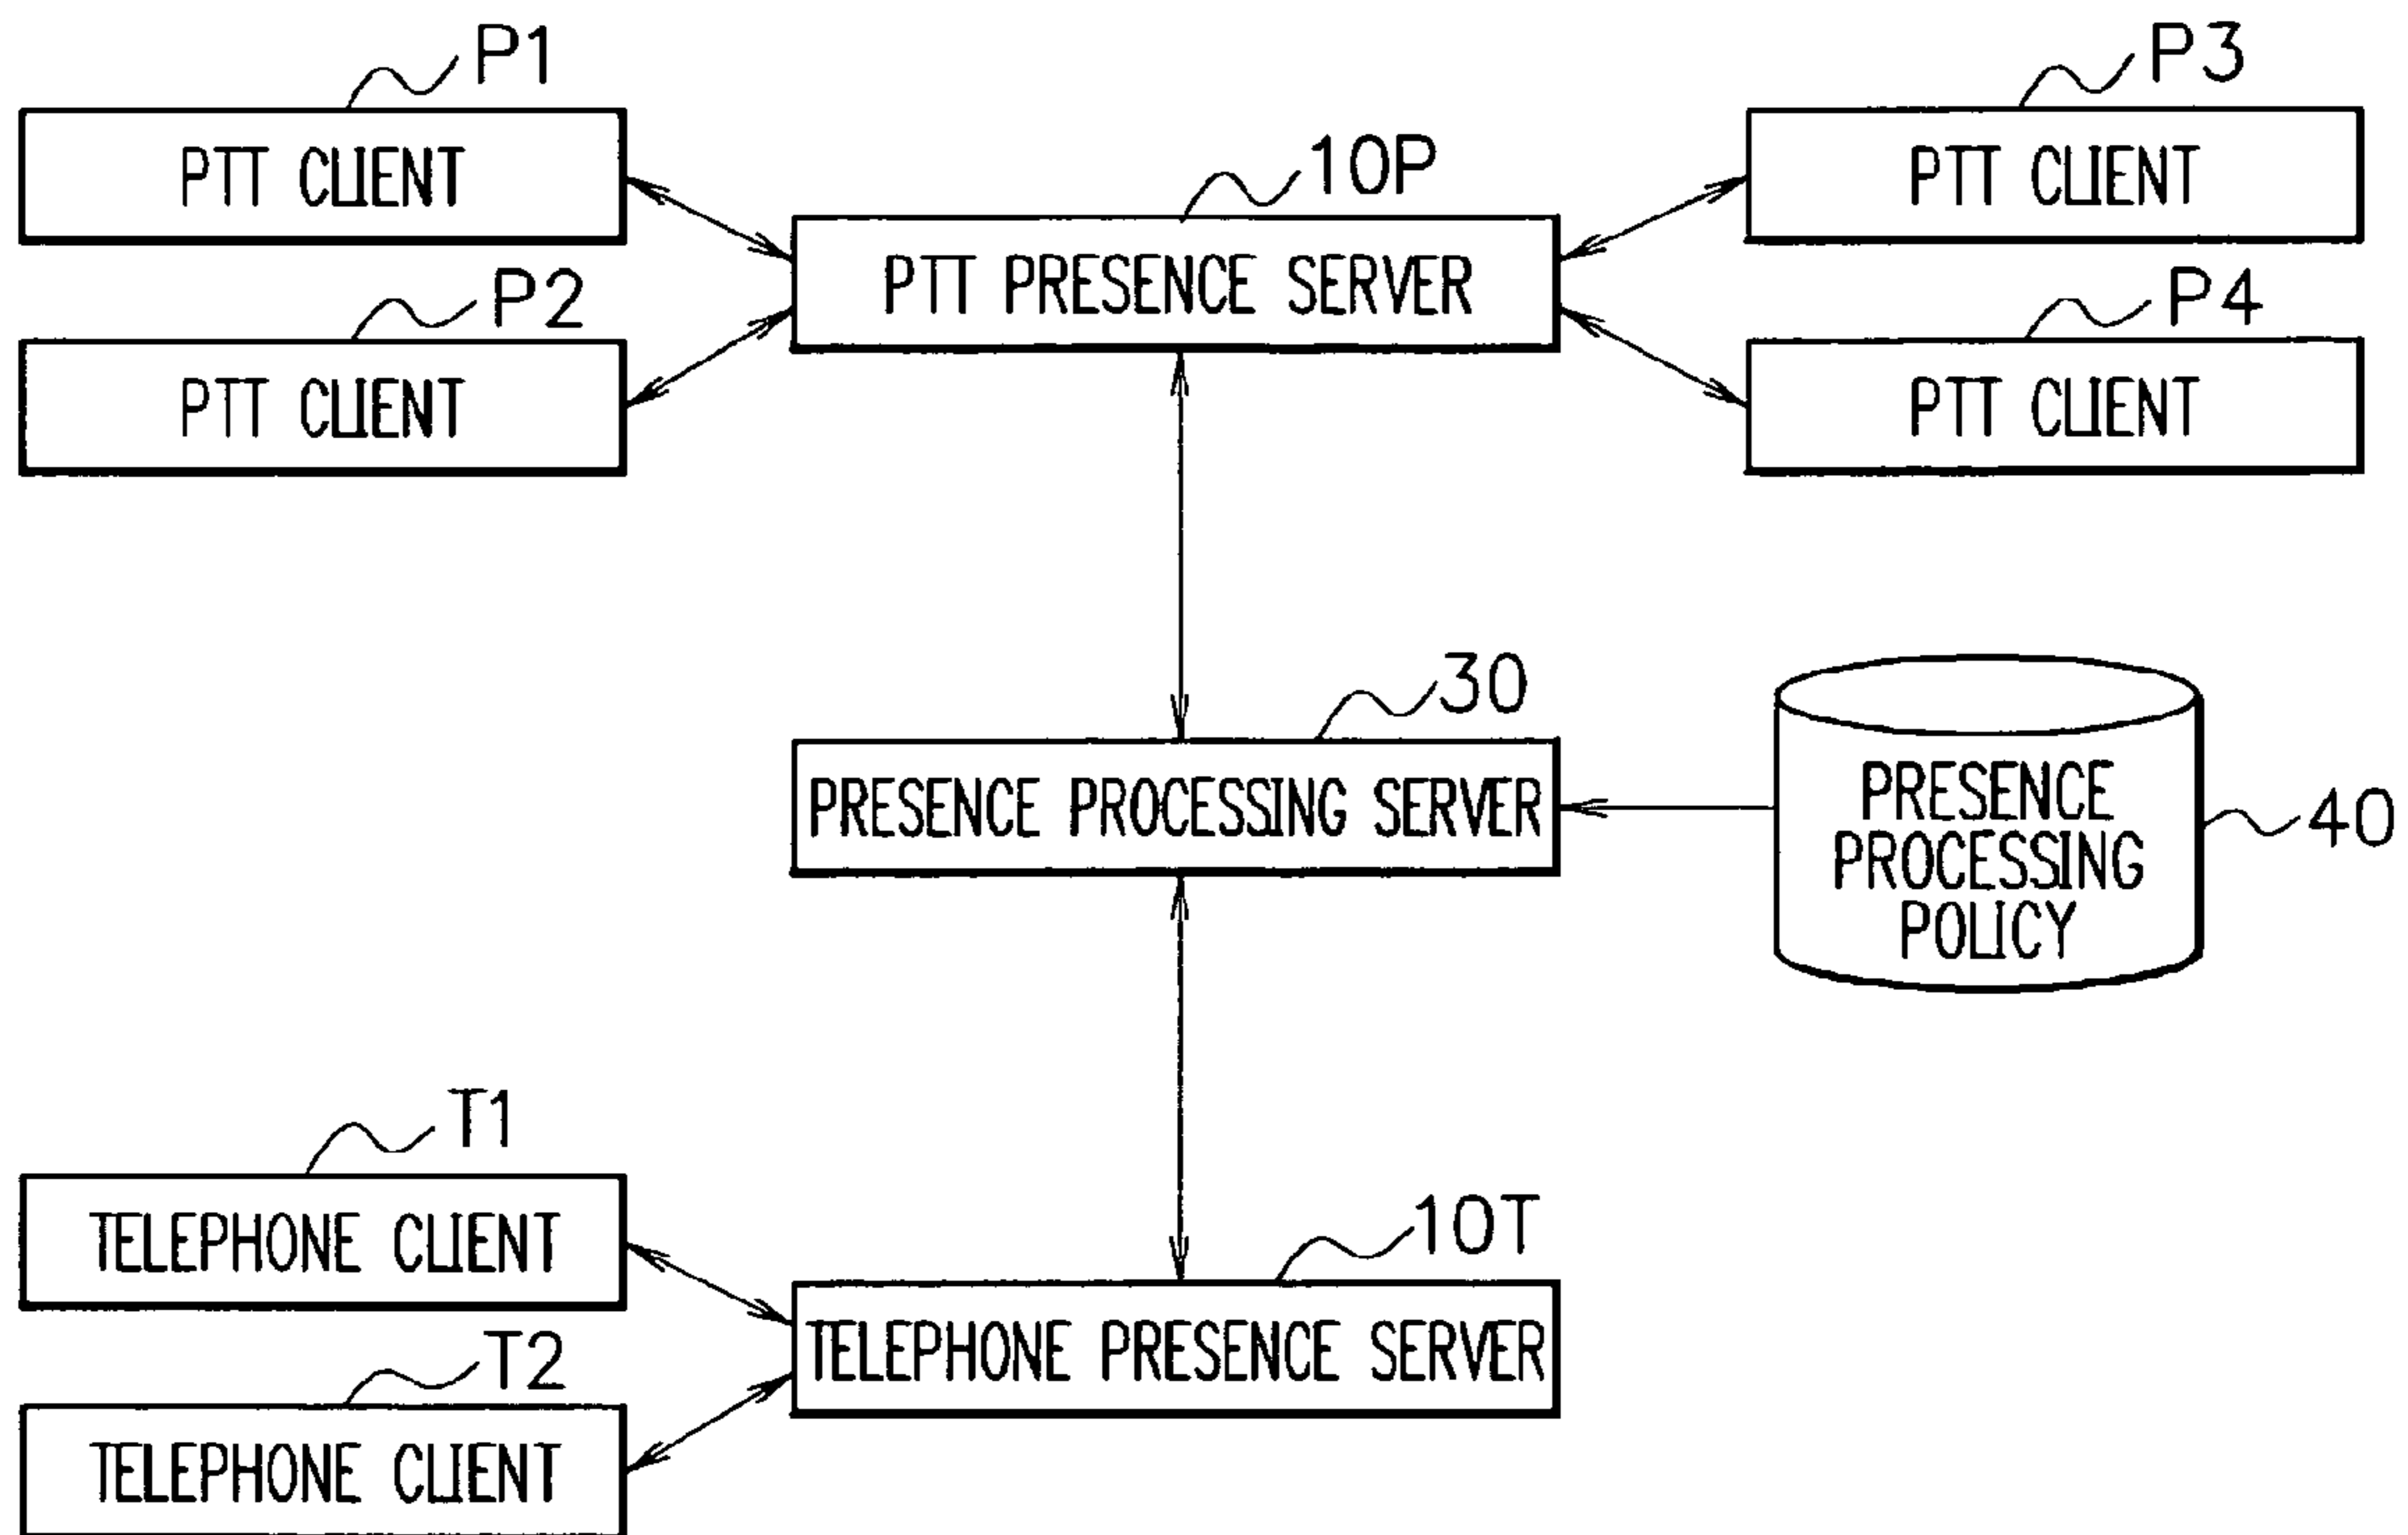 P1
P3
PTT CLIENT
10P
PTT CLIENT
PTT PRESENCE SERVER
P2
P4
PTT CLIENT
PTT CLIENT
30
PRESENCE PROCESSING SERVER
PRESENCE
PROCESSING
POLICY
40
T1
TELEPHONE CLIENT
10T
TELEPHONE PRESENCE SERVER
T2
TELEPHONE CLIENT